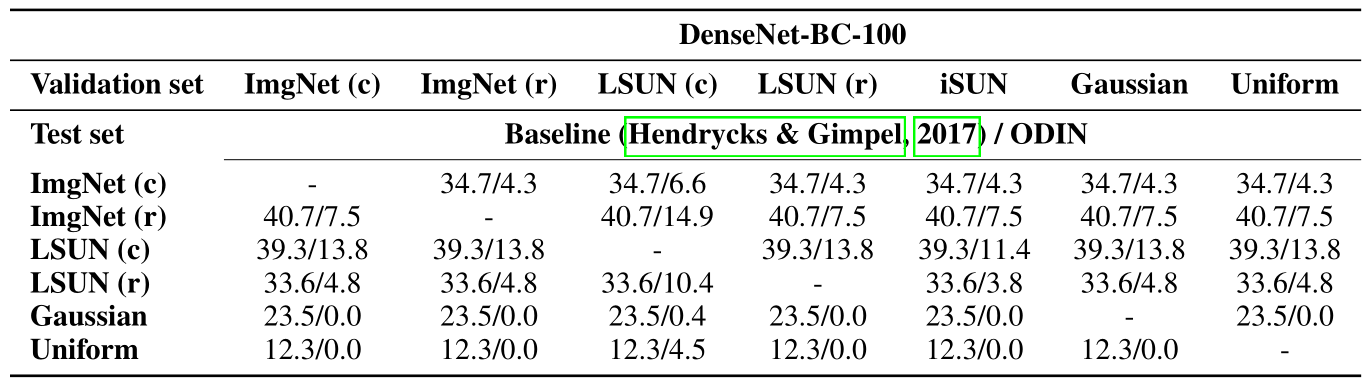 DenseNet-BC-100
Validation set ImgNet (c) ImgNet (r) LSUN (c) LSUN (r) iSUN Gaussian Uniform
Test set Baseline (Hendrycks & Gimpel, 2017) / ODIN
ImgNet (c) - 34.7/4.3 34.7/6.6 34.7/4.3 34.7/4.3 34.7/4.3 34.7/4.3
ImgNet (r) 40.7/7.5 - 40.7/14.9 40.7/7.5 40.7/7.5 40.7/7.5 40.7/7.5
LSUN (c) 39.3/13.8 39.3/13.8 - 39.3/13.8 39.3/11.4 39.3/13.8 39.3/13.8
LSUN (r) 33.6/4.8 33.6/4.8 33.6/10.4 - 33.6/3.8 33.6/4.8 33.6/4.8
Gaussian 23.5/0.0 23.5/0.0 23.5/0.4 23.5/0.0 23.5/0.0 - 23.5/0.0
Uniform 12.3/0.0 12.3/0.0 12.3/4.5 12.3/0.0 12.3/0.0 12.3/0.0 -